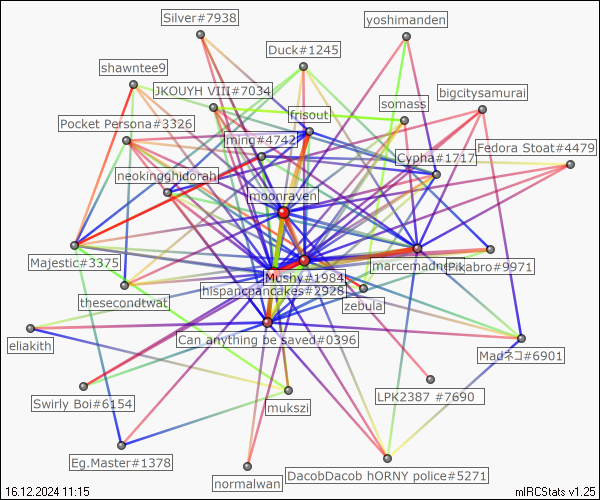 Silver#7938
yoshimanden
Duck#1245
shawntee9
JKOUYH VIII#7034
bigcitysamurai
somass
frisout
Pocket Persona#3326
ming#4742
Fedora Stoat#4479
Cypha#1717
neokingghidorah
moonraven
Majestic#3375
marcemadness
Pikabro#9971
Mushy#1984
hispanicpancakes#2928
thesecondtwat
zebula
Can anything be saved#0396
eliakith
Madネコ#6901
LPK2387 #7690
Swirly Boi#6154
mukszi
Eg.Master#1378
DacobDacob hORNY police#5271
normalwan
16.12.2024 11:15
mIRCStats v1.25